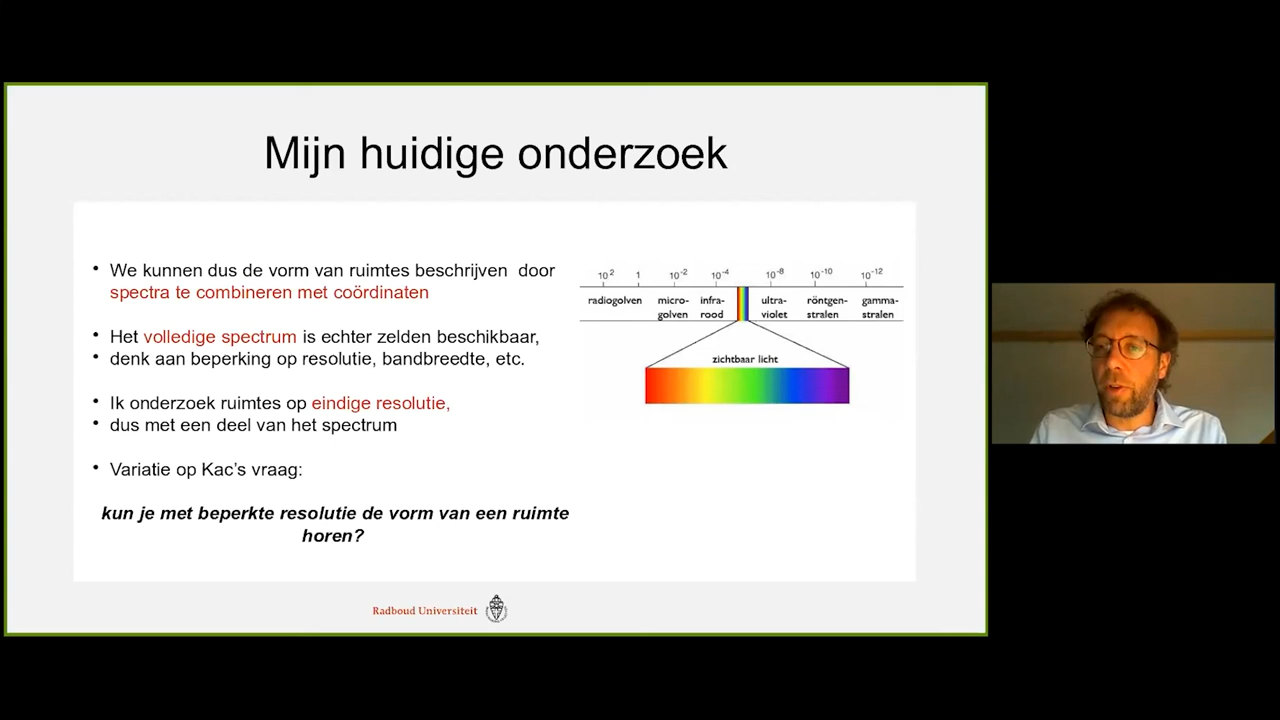 Mijn huidige onderzoek
• We kunnen dus de vorm van ruimtes beschrijven door
spectra te combineren met coördinaten
• Het volledige spectrum is echter zelden beschikbaar,
• denk aan beperking op resolutie, bandbreedte, etc.
• Ik onderzoek ruimtes op eindige resolutie,
• dus met een deel van het spectrum
• Variatie op Kac's vraag:
kun je met beperkte resolutie de vorm van een ruimte
horen?
10² 1 10⁻² 10⁻⁴ 10⁻⁸ 10⁻¹⁰ 10⁻¹²
radiogolven micro- infra- ultra- röntgen- gamma-
golven rood violet stralen stralen
zichtbaar licht
Radboud Universiteit